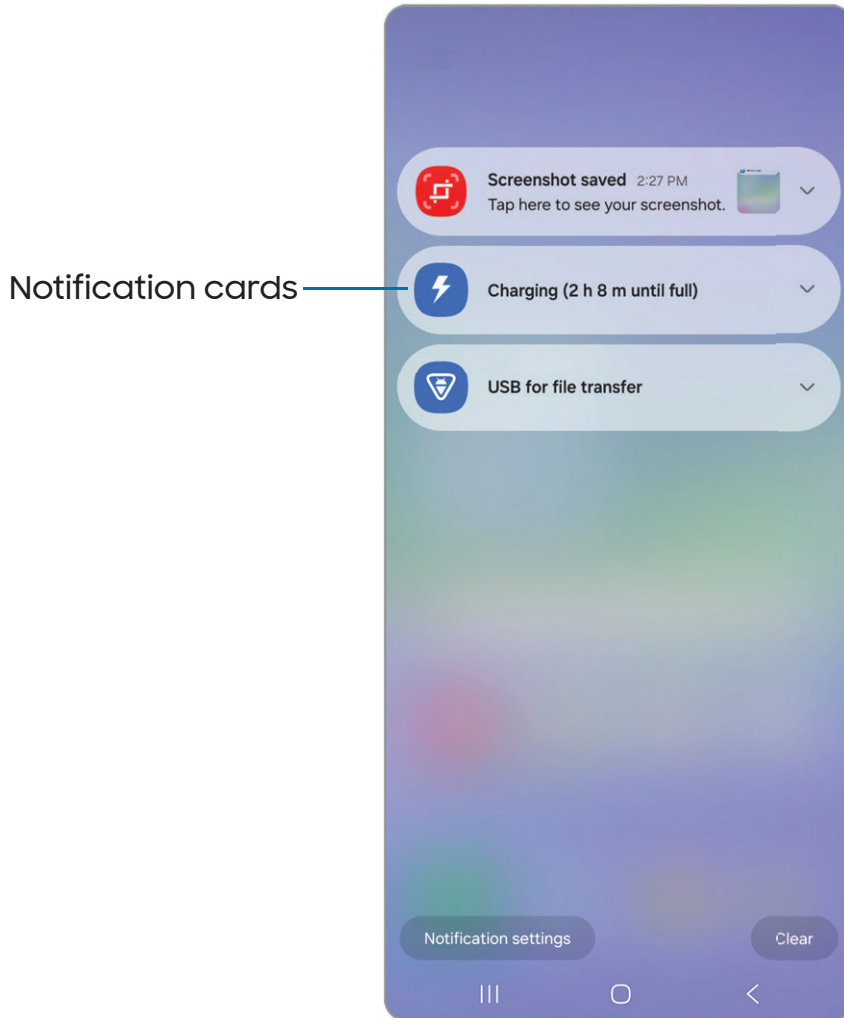 Screenshot saved 2:27 PM
Tap here to see your screenshot.
Notification cards
Charging (2 h 8 m until full)
USB for file transfer
Notification settings
Clear